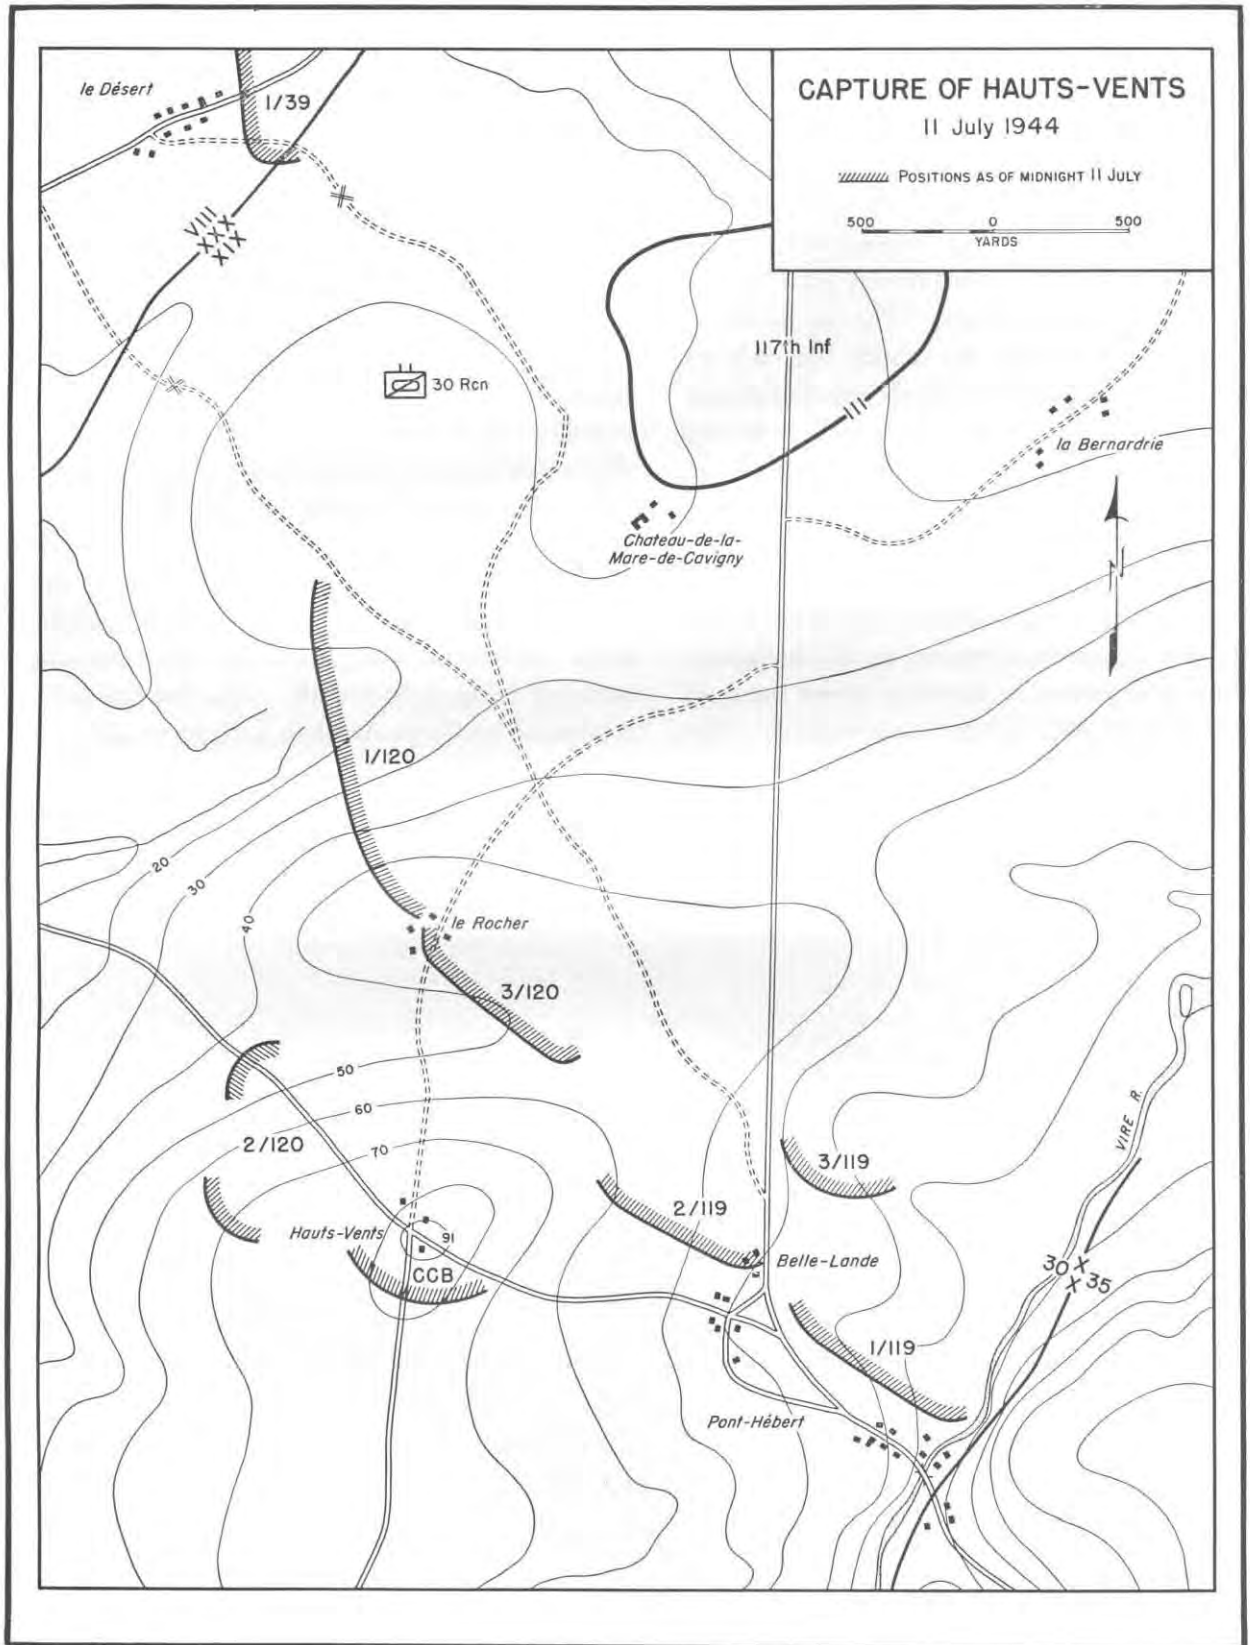 CAPTURE OF HAUTS-VENTS
11 July 1944
POSITIONS AS OF MIDNIGHT 11 JULY
500 0 500
YARDS
le Désert
1/39
VIII
XXX
XIX
30 Rcn
117th Inf
III
la Bernardrie
Chateau-de-la-
Mare-de-Cavigny
N
1/120
20
30
40
le Rocher
3/120
50
60
70
2/120
VIRE R.
3/119
2/119
Hauts-Vents
91
CCB
Belle-Lande
30 X
X 35
1/119
Pont-Hébert